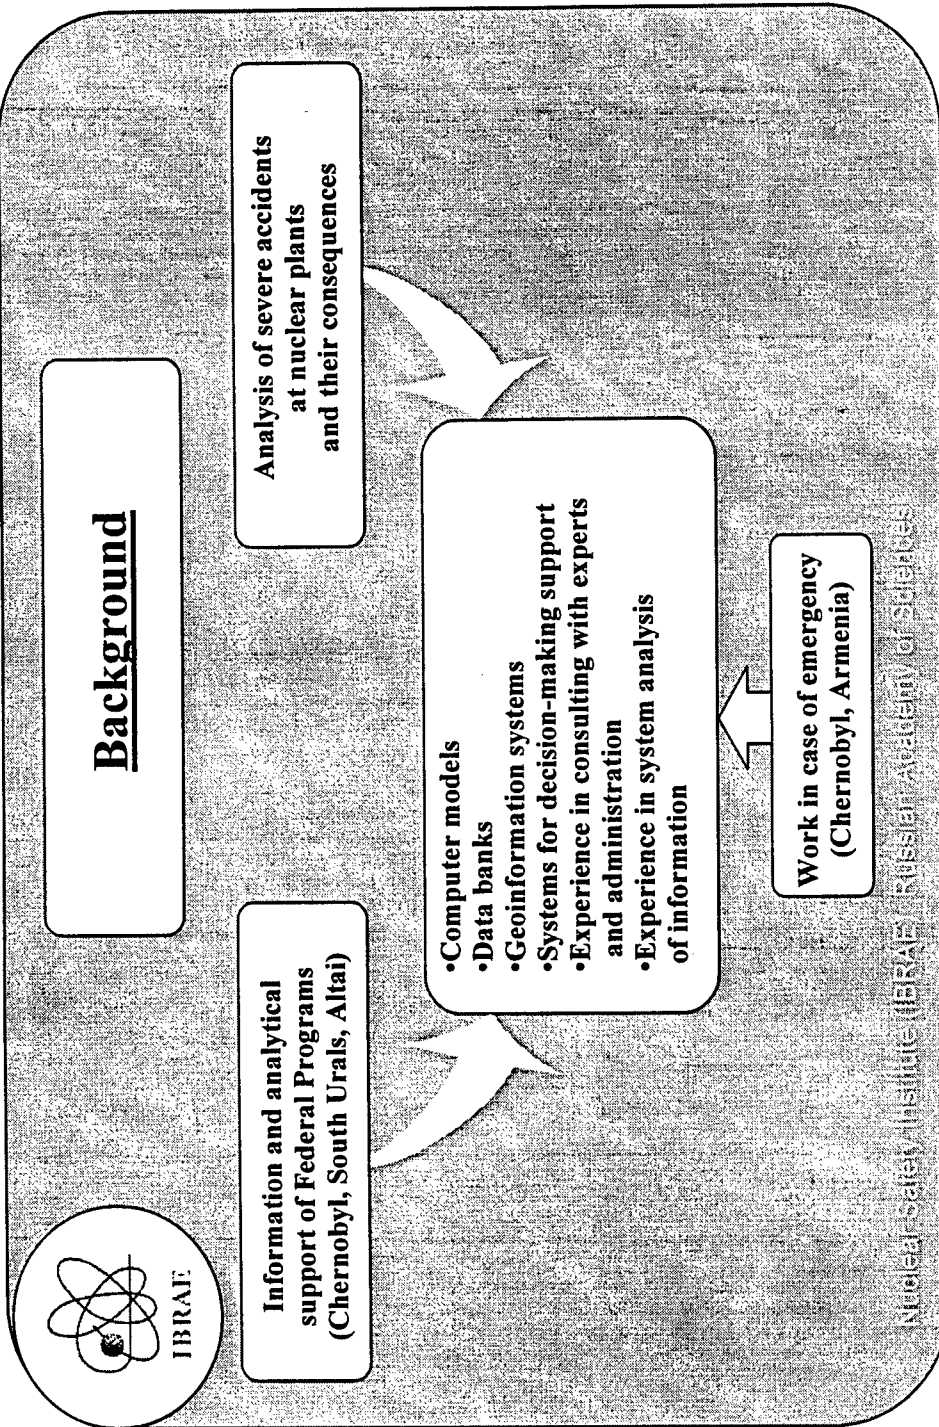 IBRAE
Background
Information and analytical
support of Federal Programs
(Chernobyl, South Urals, Altai)
Analysis of severe accidents
at nuclear plants
and their consequences
•Computer models
•Data banks
•Geoinformation systems
•Systems for decision-making support
•Experience in consulting with experts
and administration
•Experience in system analysis
of information
Work in case of emergency
(Chernobyl, Armenia)
Nuclear Safety Institute (IBRAE) Russian Academy of Sciences